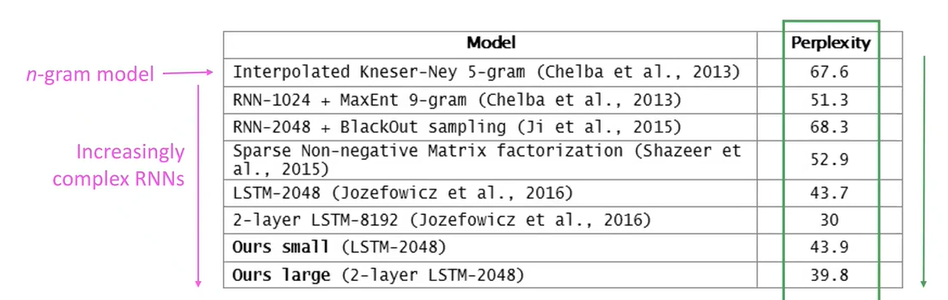 Model Perplexity
n-gram model
Interpolated Kneser-Ney 5-gram (Chelba et al., 2013) 67.6
RNN-1024 + MaxEnt 9-gram (Chelba et al., 2013) 51.3
RNN-2048 + BlackOut sampling (Ji et al., 2015) 68.3
Increasingly
complex RNNs
Sparse Non-negative Matrix factorization (Shazeer et
al., 2015) 52.9
LSTM-2048 (Jozefowicz et al., 2016) 43.7
2-layer LSTM-8192 (Jozefowicz et al., 2016) 30
Ours small (LSTM-2048) 43.9
Ours large (2-layer LSTM-2048) 39.8